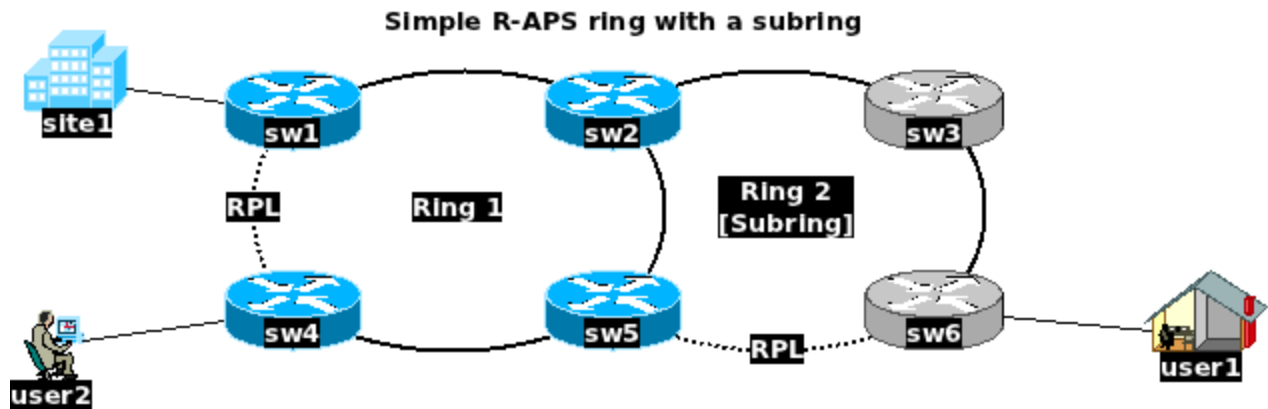 Simple R-APS ring with a subring
site1
sw1
sw2
sw3
RPL
Ring 1
Ring 2
[Subring]
sw4
sw5
sw6
RPL
user2
user1